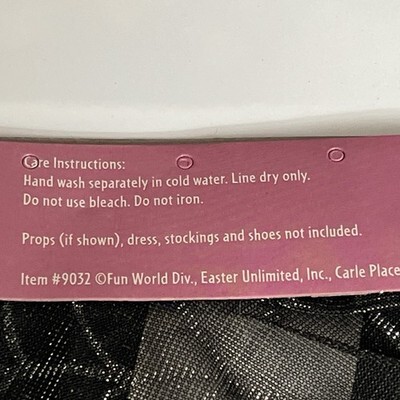 Care Instructions:
Hand wash separately in cold water. Line dry only.
Do not use bleach. Do not iron.
Props (if shown), dress, stockings and shoes not included.
Item #9032 ©Fun World Div., Easter Unlimited, Inc., Carle Place